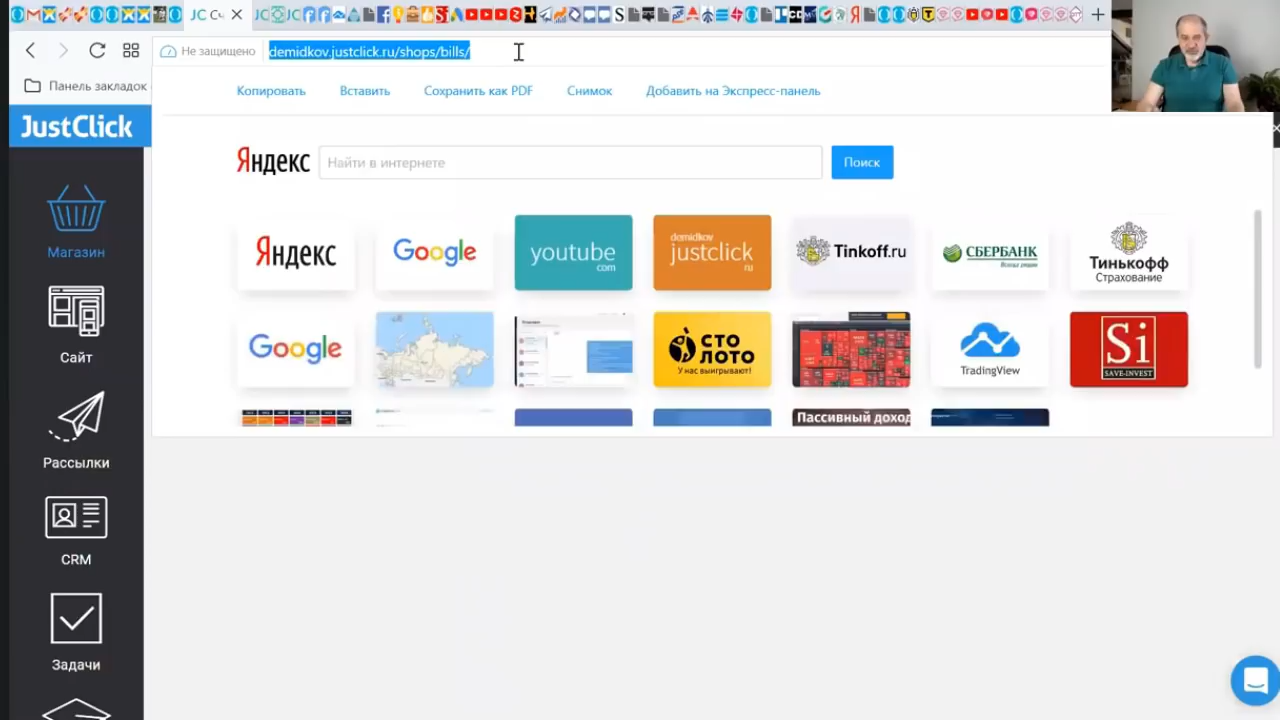 JC С
Не защищено demidkov.justclick.ru/shops/bills/
Панель закладок
Копировать Вставить Сохранить как PDF Снимок Добавить на Экспресс-панель
JustClick
Яндекс Найти в интернете Поиск
Магазин
Яндекс
Google
youtube
com
demidkov
justclick
ru
Tinkoff.ru
СБЕРБАНК
Тинькофф
Страхование
Сайт
Google
СТО
ЛОТО
У нас выигрывают!
TradingView
Si
SAVE-INVEST
Пассивный доход
Рассылки
CRM
Задачи